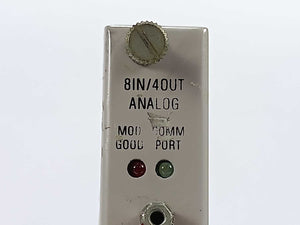 8IN/4OUT
ANALOG
MOD COMM
GOOD PORT